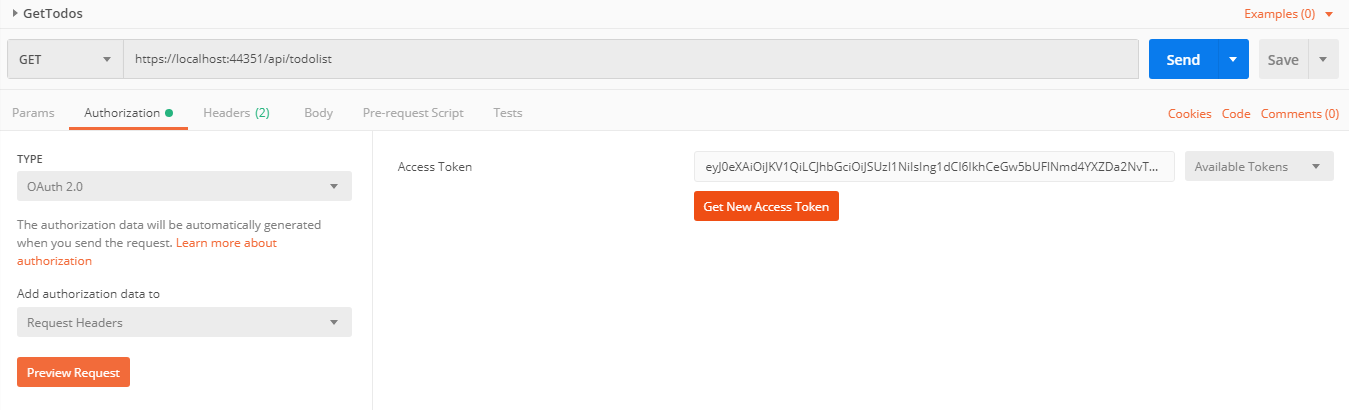 GetTodos
Examples (0)
GET
https://localhost:44351/api/todolist
Send
Save
Params
Authorization
Headers (2)
Body
Pre-request Script
Tests
Cookies
Code
Comments (0)
TYPE
OAuth 2.0
The authorization data will be automatically generated
when you send the request. Learn more about
authorization
Add authorization data to
Request Headers
Preview Request
Access Token
eyJ0eXAiOiJKV1QiLCJhbGciOiJSUzI1NiIsIng1dCI6IkhCeGw5bUFINmd4YXZDa2NvT...
Available Tokens
Get New Access Token